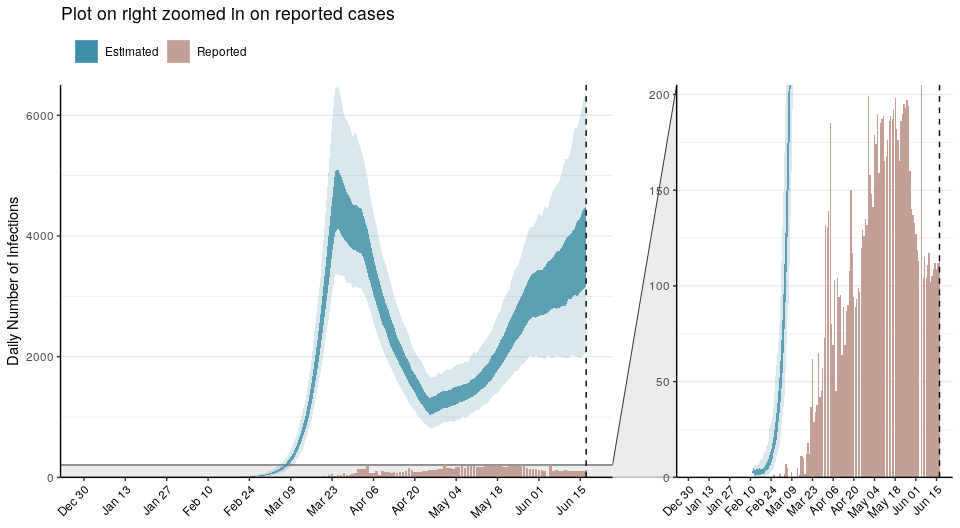 Plot on right zoomed in on reported cases
Estimated Reported
Daily Number of Infections
6000
4000
2000
0
Dec 30 Jan 13 Jan 27 Feb 10 Feb 24 Mar 09 Mar 23 Apr 06 Apr 20 May 04 May 18 Jun 01 Jun 15
200
150
100
50
0
Dec 30 Jan 13 Jan 27 Feb 10 Feb 24 Mar 09 Mar 23 Apr 06 Apr 20 May 04 May 18 Jun 01 Jun 15